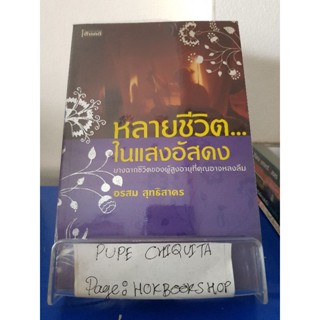 หลายชีวิต...
ในแสงอัสดง
บางฉากชีวิตของผู้สูงอายุที่คุณอาจหลงลืม
อรสม สุทธิสาคร
PUPE CHIQUITA
Page: HOKBOOKSHOP